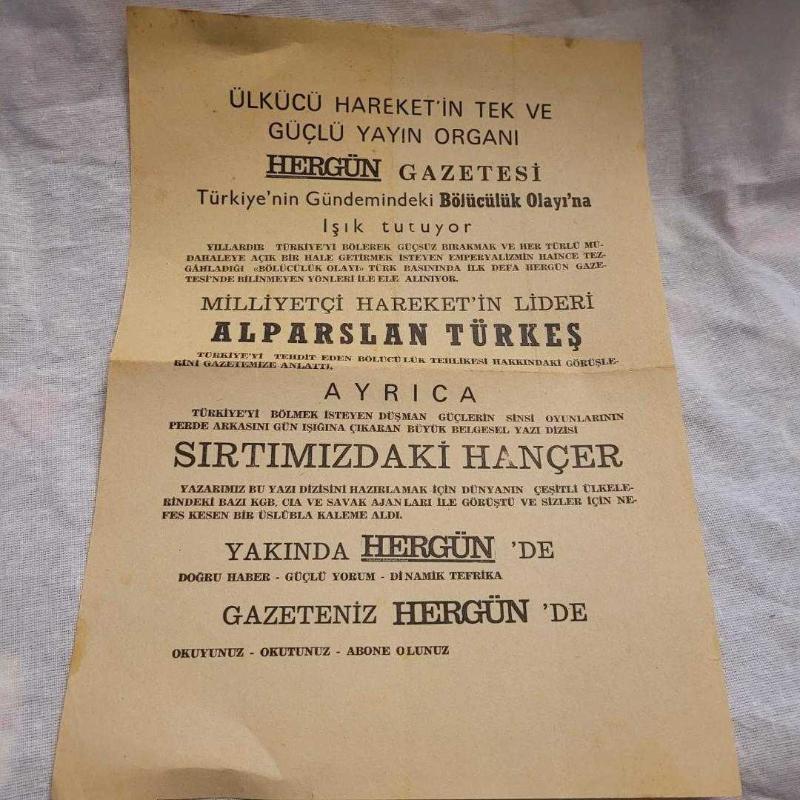 ÜLKÜCÜ HAREKET'İN TEK VE
GÜÇLÜ YAYIN ORGANI
HERGÜN GAZETESİ
Türkiye'nin Gündemindeki Bölücülük Olayı'na
Işık tutuyor
YILLARDIR TÜRKİYE'Yİ BÖLEREK GÜÇSÜZ BIRAKMAK VE HER TÜRLÜ MÜ-
DAHALEYE AÇIK BİR HALE GETİRMEK İSTEYEN EMPERYALİZMİN HAİNCE TEZ-
GÂHLADIĞI «BÖLÜCÜLÜK OLAYI» TÜRK BASININDA İLK DEFA HERGÜN GAZE-
TESİ'NDE BİLİNMEYEN YÖNLERİ İLE ELE ALINIYOR.
MİLLİYETÇİ HAREKET'İN LİDERİ
ALPARSLAN TÜRKEŞ
TÜRKİYE'Yİ TEHDİT EDEN BÖLÜCÜLÜK TEHLİKESİ HAKKINDAKİ GÖRÜŞLE-
RİNİ GAZETEMİZE ANLATTI.
AYRICA
TÜRKİYE'Yİ BÖLMEK İSTEYEN DÜŞMAN GÜÇLERİN SİNSİ OYUNLARININ
PERDE ARKASINI GÜN IŞIĞINA ÇIKARAN BÜYÜK BELGESEL YAZI DİZİSİ
SIRTIMIZDAKİ HANÇER
YAZARIMIZ BU YAZI DİZİSİNİ HAZIRLAMAK İÇİN DÜNYANIN ÇEŞİTLİ ÜLKELE-
RİNDEKİ BAZI KGB, CIA VE SAVAK AJANLARI İLE GÖRÜŞTÜ VE SİZLER İÇİN NE-
FES KESEN BİR ÜSLÛBLA KALEME ALDI.
YAKINDA HERGÜN 'DE
DOĞRU HABER - GÜÇLÜ YORUM - DİNAMİK TEFRİKA
GAZETENİZ HERGÜN 'DE
OKUYUNUZ - OKUTUNUZ - ABONE OLUNUZ